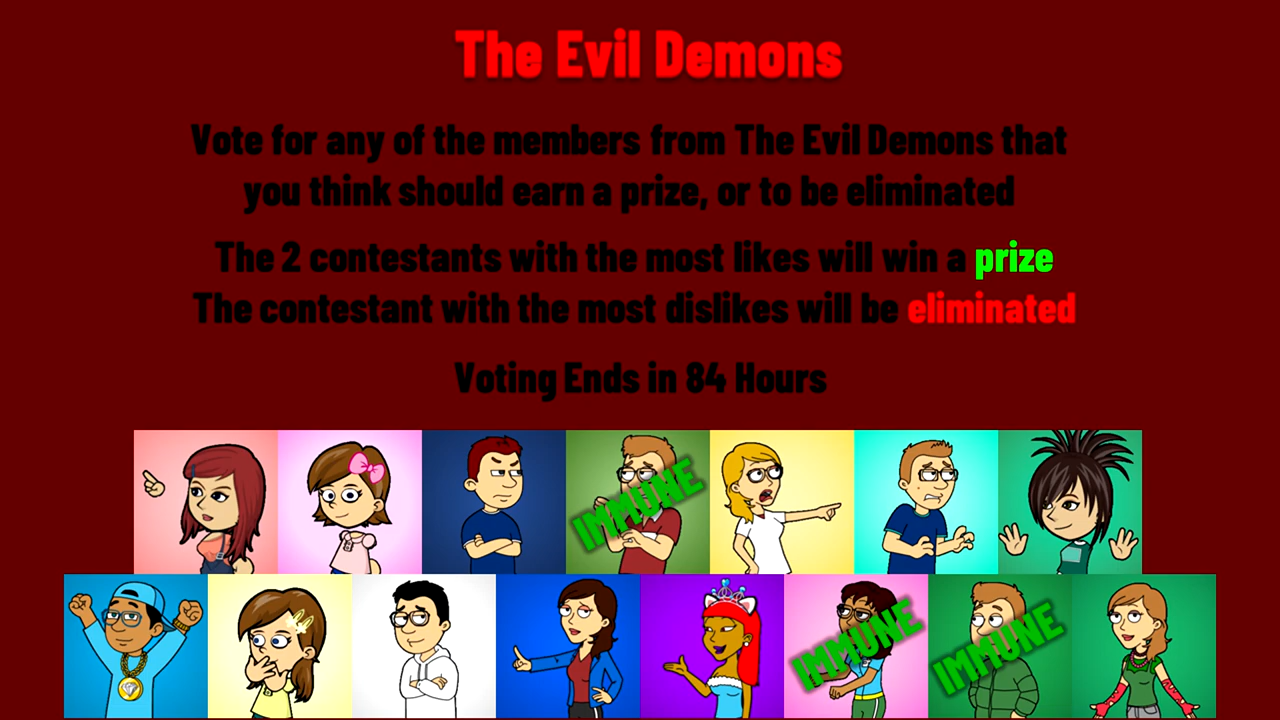 The Evil Demons
Vote for any of the members from The Evil Demons that
you think should earn a prize, or to be eliminated
The 2 contestants with the most likes will win a prize
The contestant with the most dislikes will be eliminated
Voting Ends in 84 Hours
IMMUNE
IMMUNE
IMMUNE